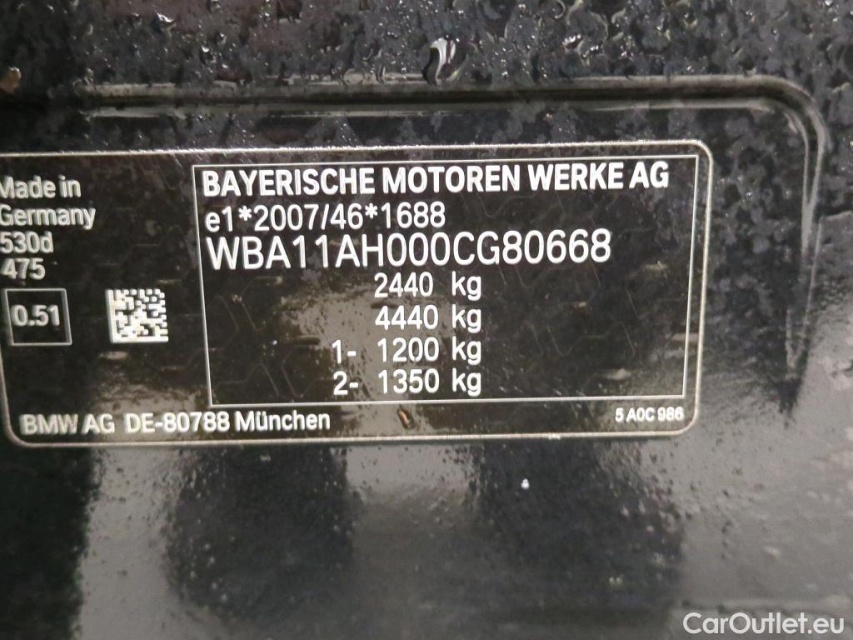 Made in
Germany
530d
475
0.51
BAYERISCHE MOTOREN WERKE AG
e1*2007/46*1688
WBA11AH000CG80668
2440 kg
4440 kg
1- 1200 kg
2- 1350 kg
BMW AG DE-80788 München
5 A0C 986
CarOutlet.eu